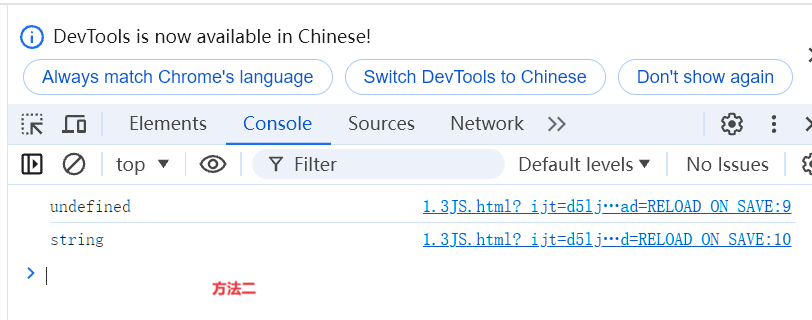 DevTools is now available in Chinese!
Always match Chrome's language Switch DevTools to Chinese Don't show again
Elements Console Sources Network
top Filter Default levels No Issues
undefined 1.3JS.html?_ijt=d5lj…ad=RELOAD_ON_SAVE:9
string 1.3JS.html?_ijt=d5lj…d=RELOAD_ON_SAVE:10
方法二